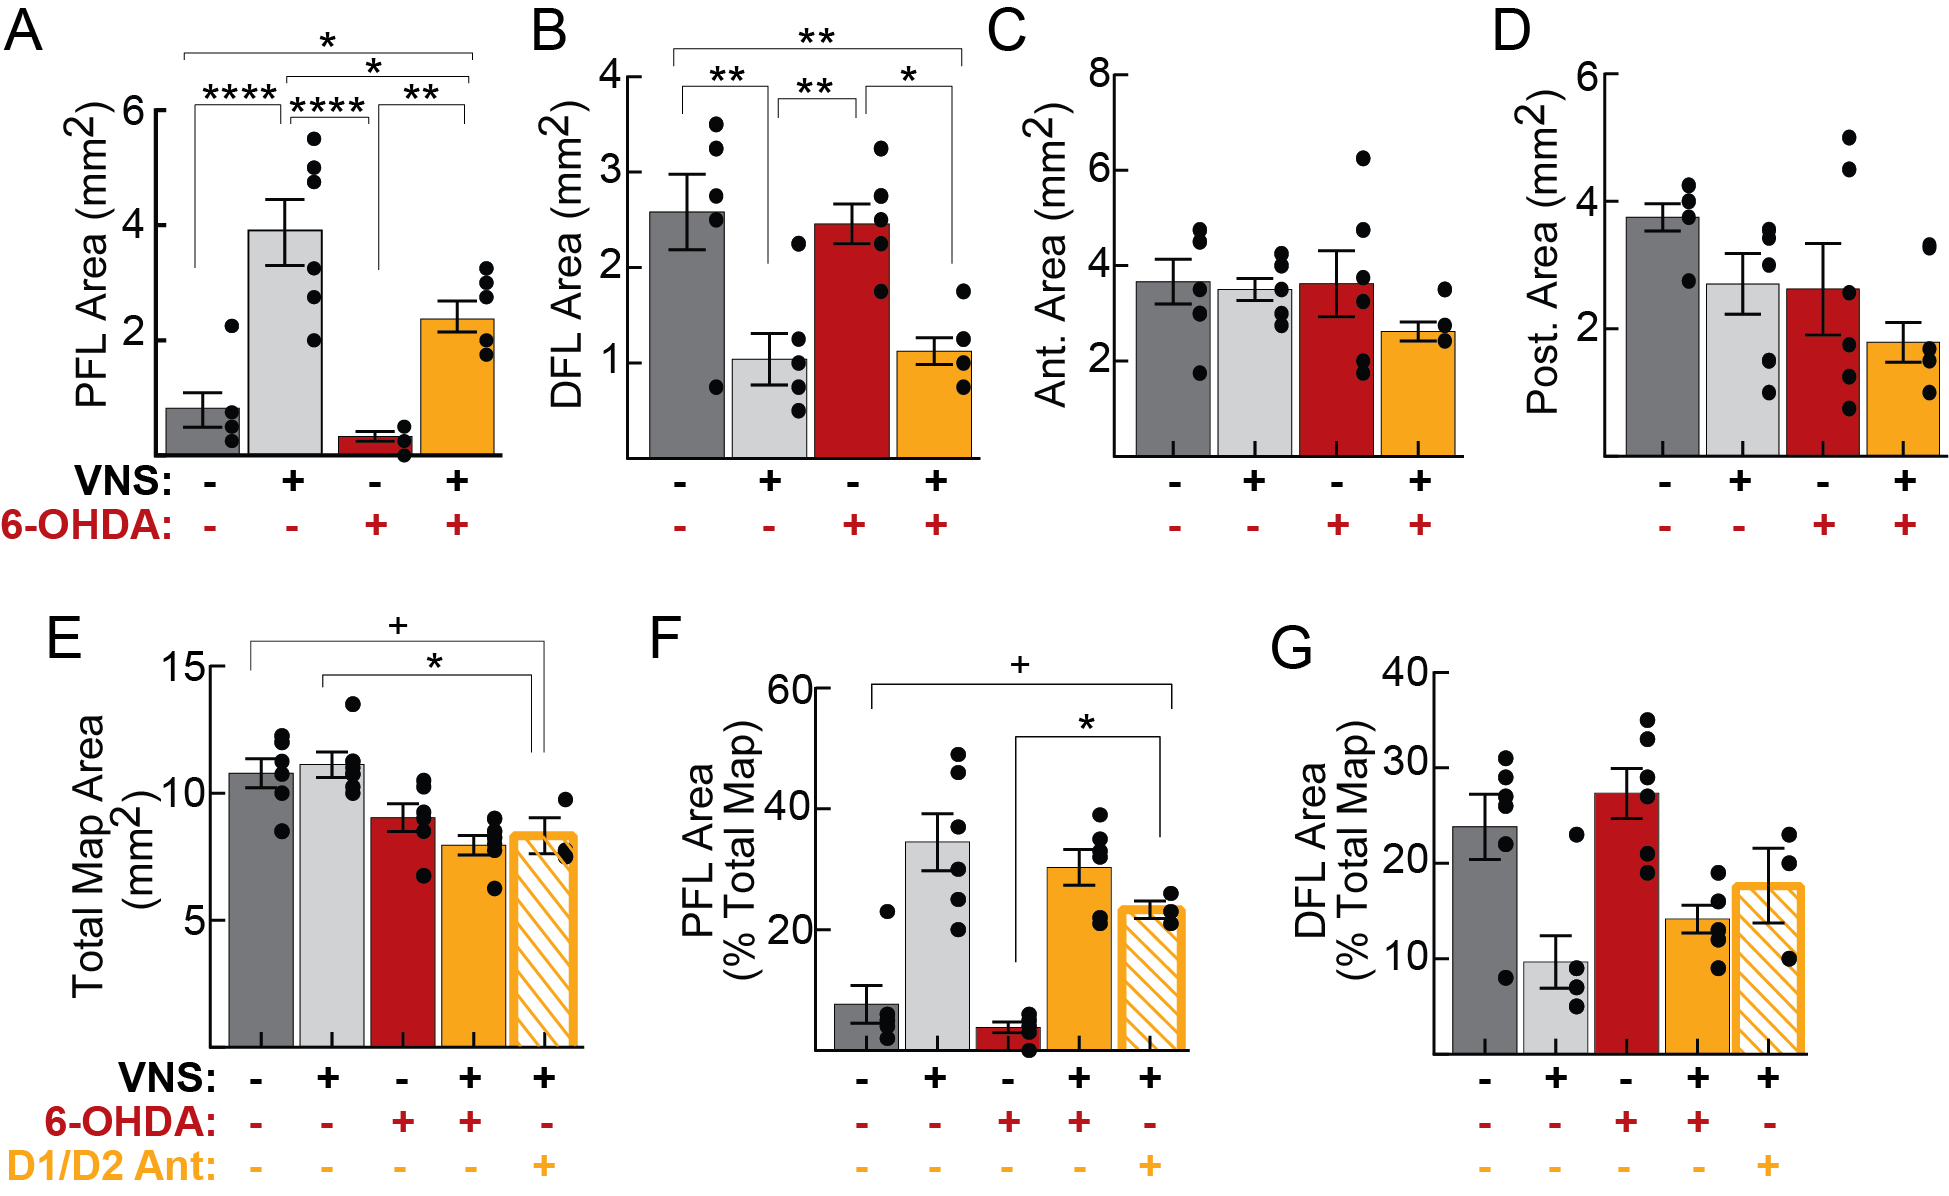 A
B
C
D
*
*
**** **** **
PFL Area (mm2)
6
4
2
**
** ** *
DFL Area (mm2)
4
3
2
1
Ant. Area (mm2)
8
6
4
2
Post. Area (mm2)
6
4
2
VNS: - + - + - + - + - + - + - + - +
6-OHDA: - - + + - - + + - - + + - - + +
E
F
G
+
*
Total Map Area
(mm2)
15
10
5
+
*
PFL Area
(% Total Map)
60
40
20
DFL Area
(% Total Map)
40
30
20
10
VNS: - + - + + - + - + + - + - + +
6-OHDA: - - + + - - - + + - - - + + -
D1/D2 Ant: - - - - + - - - - + - - - - +